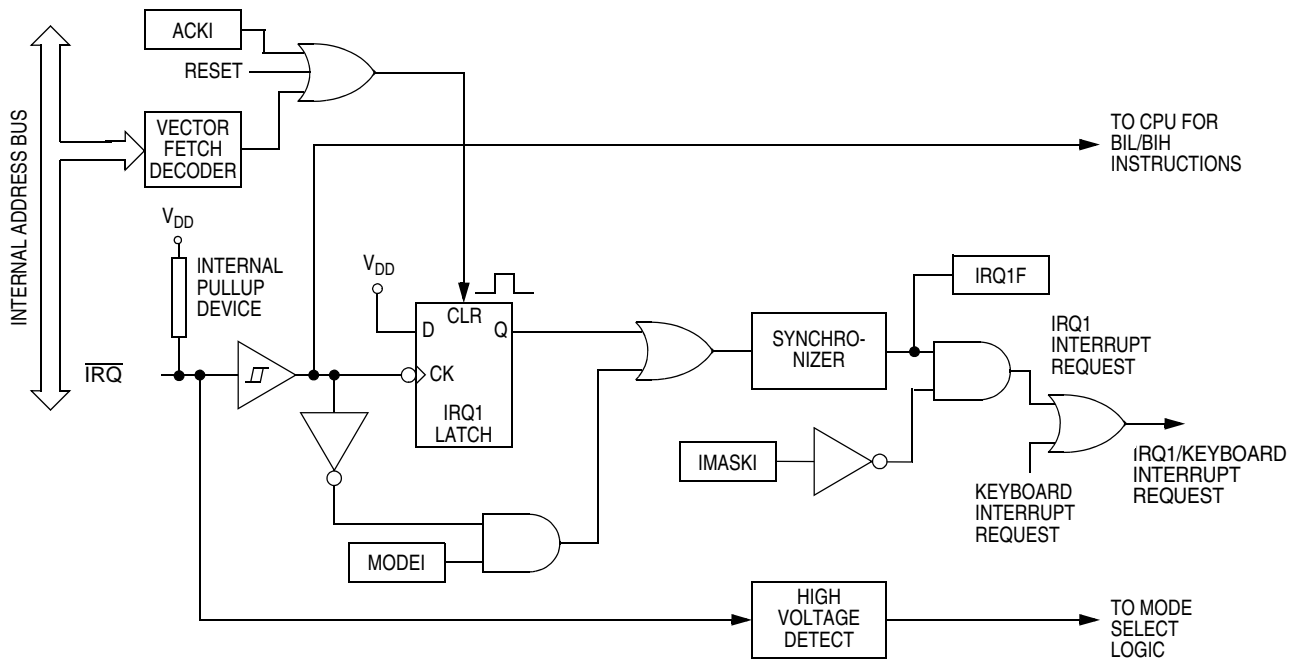 ACKI
RESET
VECTOR
FETCH
DECODER
INTERNAL ADDRESS BUS
TO CPU FOR
BIL/BIH
INSTRUCTIONS
VDD
INTERNAL
PULLUP
DEVICE
VDD
CLR
D
Q
CK
IRQ1
LATCH
IRQ
SYNCHRO-
NIZER
IRQ1F
IRQ1
INTERRUPT
REQUEST
IMASKI
KEYBOARD
INTERRUPT
REQUEST
IRQ1/KEYBOARD
INTERRUPT
REQUEST
MODEI
HIGH
VOLTAGE
DETECT
TO MODE
SELECT
LOGIC